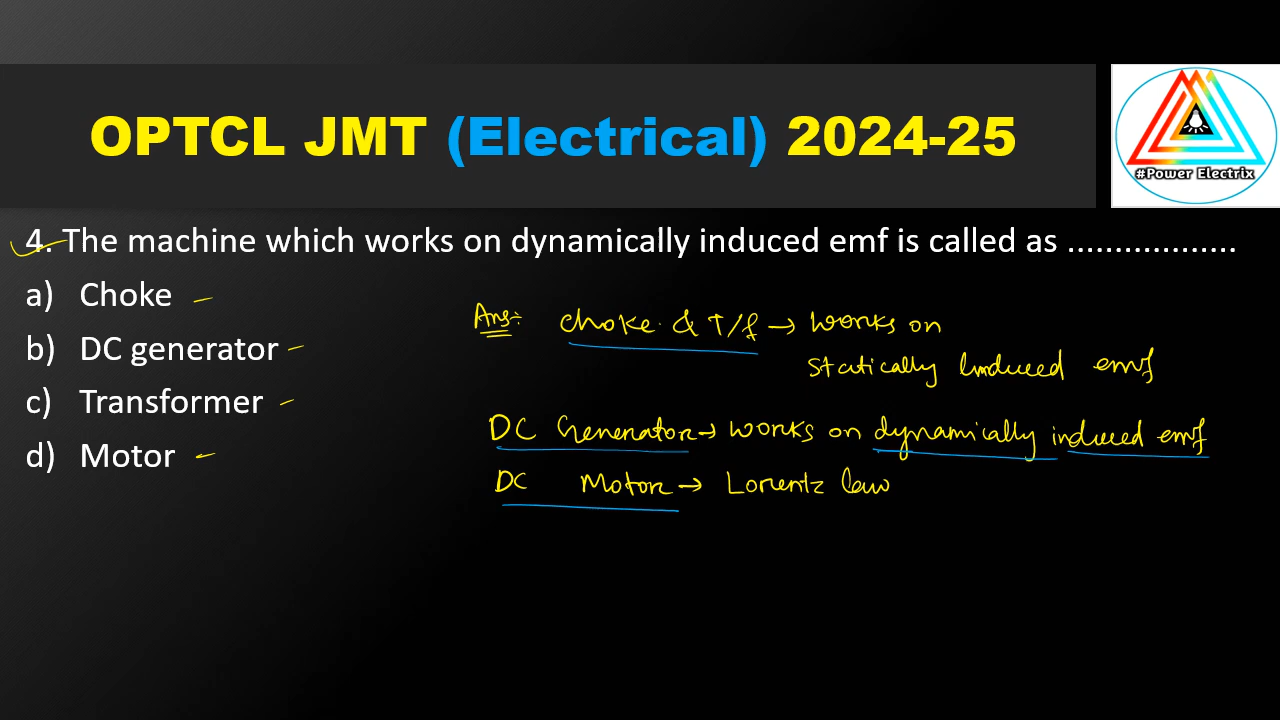 OPTCL JMT (Electrical) 2024-25
#Power Electrix
4. The machine which works on dynamically induced emf is called as ..................
a) Choke
b) DC generator
c) Transformer
d) Motor
Ans:
choke & T/f → works on
statically Induced emf
DC Generator → works on dynamically induced emf
DC Motor → Lorentz law